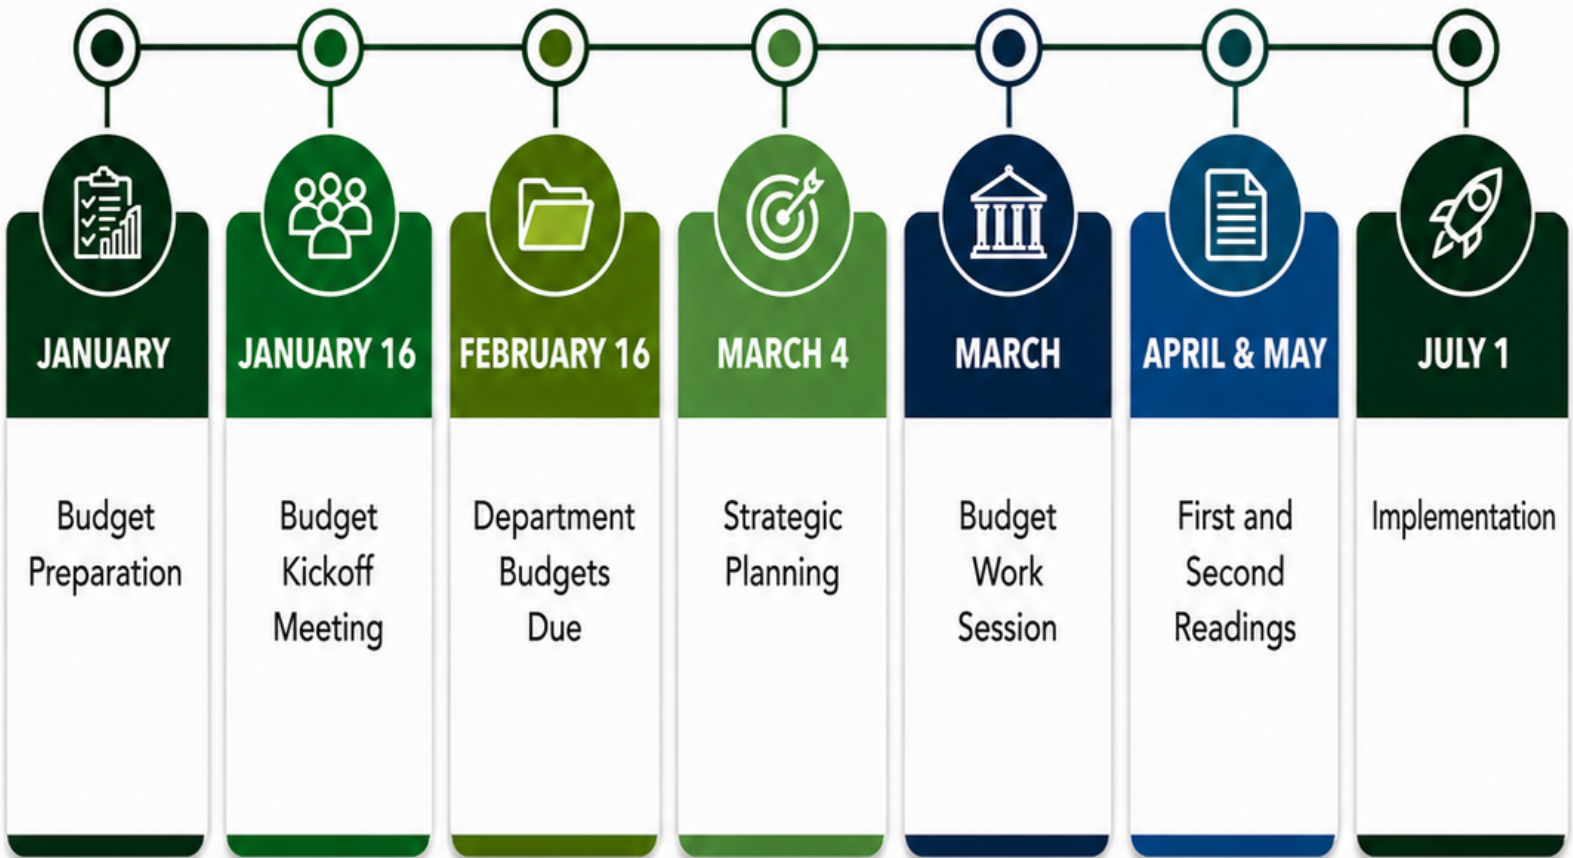 JANUARY
Budget
Preparation
JANUARY 16
Budget
Kickoff
Meeting
FEBRUARY 16
Department
Budgets
Due
MARCH 4
Strategic
Planning
MARCH
Budget
Work
Session
APRIL & MAY
First and
Second
Readings
JULY 1
Implementation